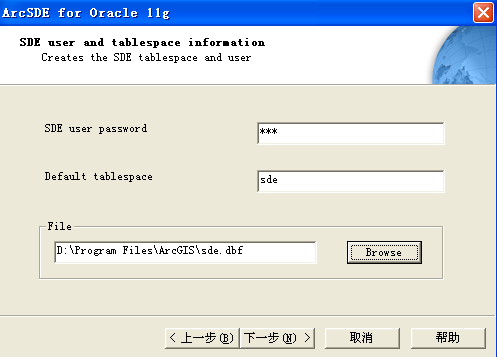 ArcSDE for Oracle 11g
SDE user and tablespace information
Creates the SDE tablespace and user
SDE user password
***
Default tablespace
sde
File
D:\Program Files\ArcGIS\sde.dbf
Browse
< 上一步(B) 下一步(N) > 取消 帮助